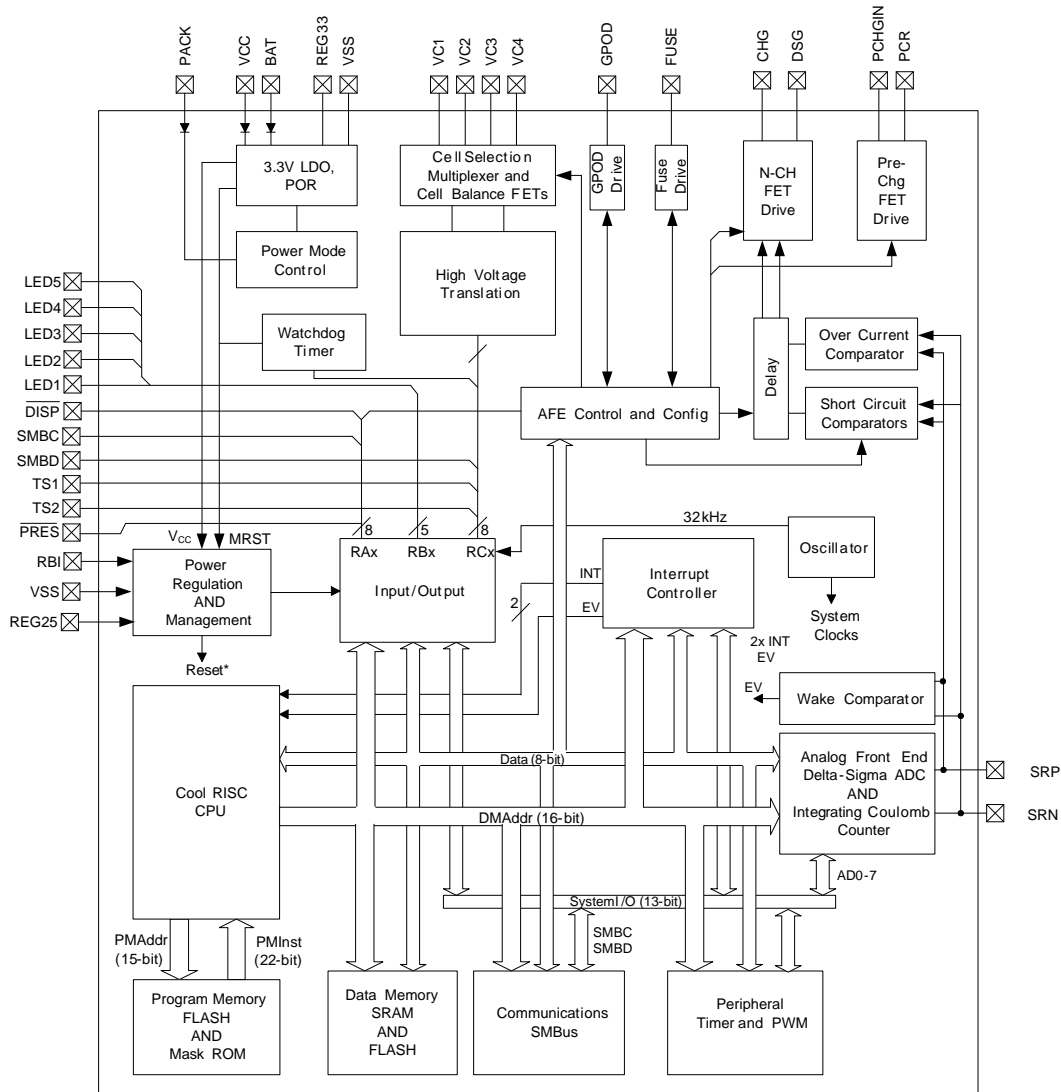 PACK
VCC
BAT
REG33
VSS
VC1
VC2
VC3
VC4
GPOD
FUSE
CHG
DSG
PCHGIN
PCR
3.3V LDO,
POR
Cell Selection
Multiplexer and
Cell Balance FETs
GPOD
Drive
Fuse
Drive
N-CH
FET
Drive
Pre-
Chg
FET
Drive
Power Mode
Control
High Voltage
Translation
LED5
LED4
LED3
LED2
LED1
DISP
SMBC
SMBD
TS1
TS2
PRES
RBI
VSS
REG25
Watchdog
Timer
Delay
Over Current
Comparator
Short Circuit
Comparators
AFE Control and Config
8
5
8
VCC
MRST
RAx
RBx
RCx
Input/Output
32kHz
Oscillator
System
Clocks
Power
Regulation
AND
Management
Reset*
INT
2
EV
Interrupt
Controller
2x INT
EV
EV
Wake Comparator
Cool RISC
CPU
Data (8-bit)
DMAddr (16-bit)
Analog Front End
Delta-Sigma ADC
AND
Integrating Coulomb
Counter
SRP
SRN
AD0-7
SystemI/O (13-bit)
PMAddr
(15-bit)
PMInst
(22-bit)
SMBC
SMBD
Program Memory
FLASH
AND
Mask ROM
Data Memory
SRAM
AND
FLASH
Communications
SMBus
Peripheral
Timer and PWM